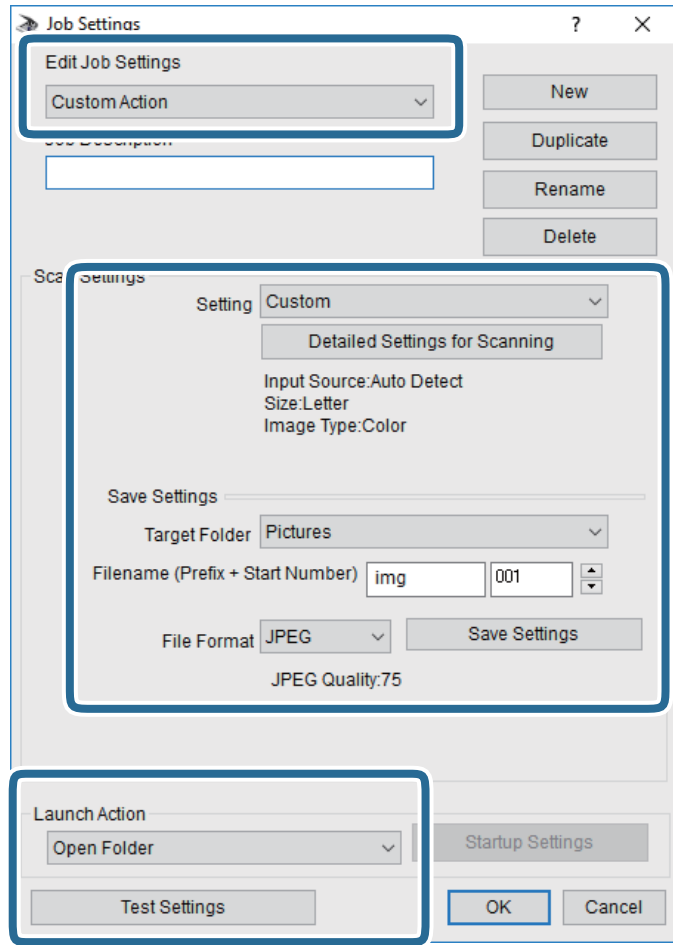 Job Settings ?
Edit Job Settings
Custom Action
New
Duplicate
Rename
Delete
Setting Custom
Detailed Settings for Scanning
Input Source:Auto Detect
Size:Letter
Image Type:Color
Save Settings
Target Folder Pictures
Filename (Prefix + Start Number) img 001
File Format JPEG Save Settings
JPEG Quality:75
Launch Action
Open Folder Startup Settings
Test Settings OK Cancel